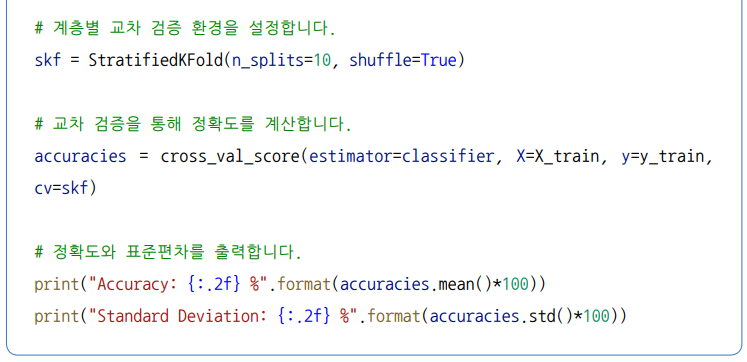 # 계층별 교차 검증 환경을 설정합니다.
skf = StratifiedKFold(n_splits=10, shuffle=True)
# 교차 검증을 통해 정확도를 계산합니다.
accuracies = cross_val_score(estimator=classifier, X=X_train, y=y_train,
cv=skf)
# 정확도와 표준편차를 출력합니다.
print("Accuracy: {:.2f} %".format(accuracies.mean()*100))
print("Standard Deviation: {:.2f} %".format(accuracies.std()*100))